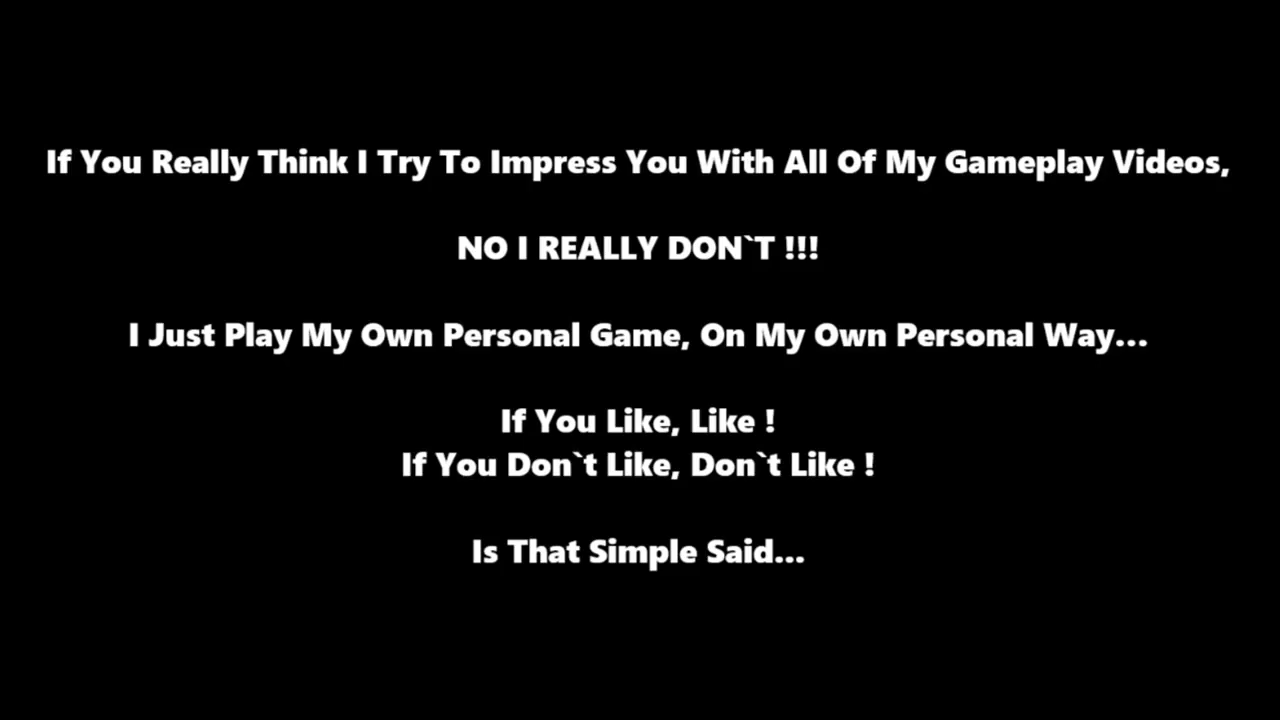 If You Really Think I Try To Impress You With All Of My Gameplay Videos,
NO I REALLY DON`T !!!
I Just Play My Own Personal Game, On My Own Personal Way...
If You Like, Like !
If You Don`t Like, Don`t Like !
Is That Simple Said...